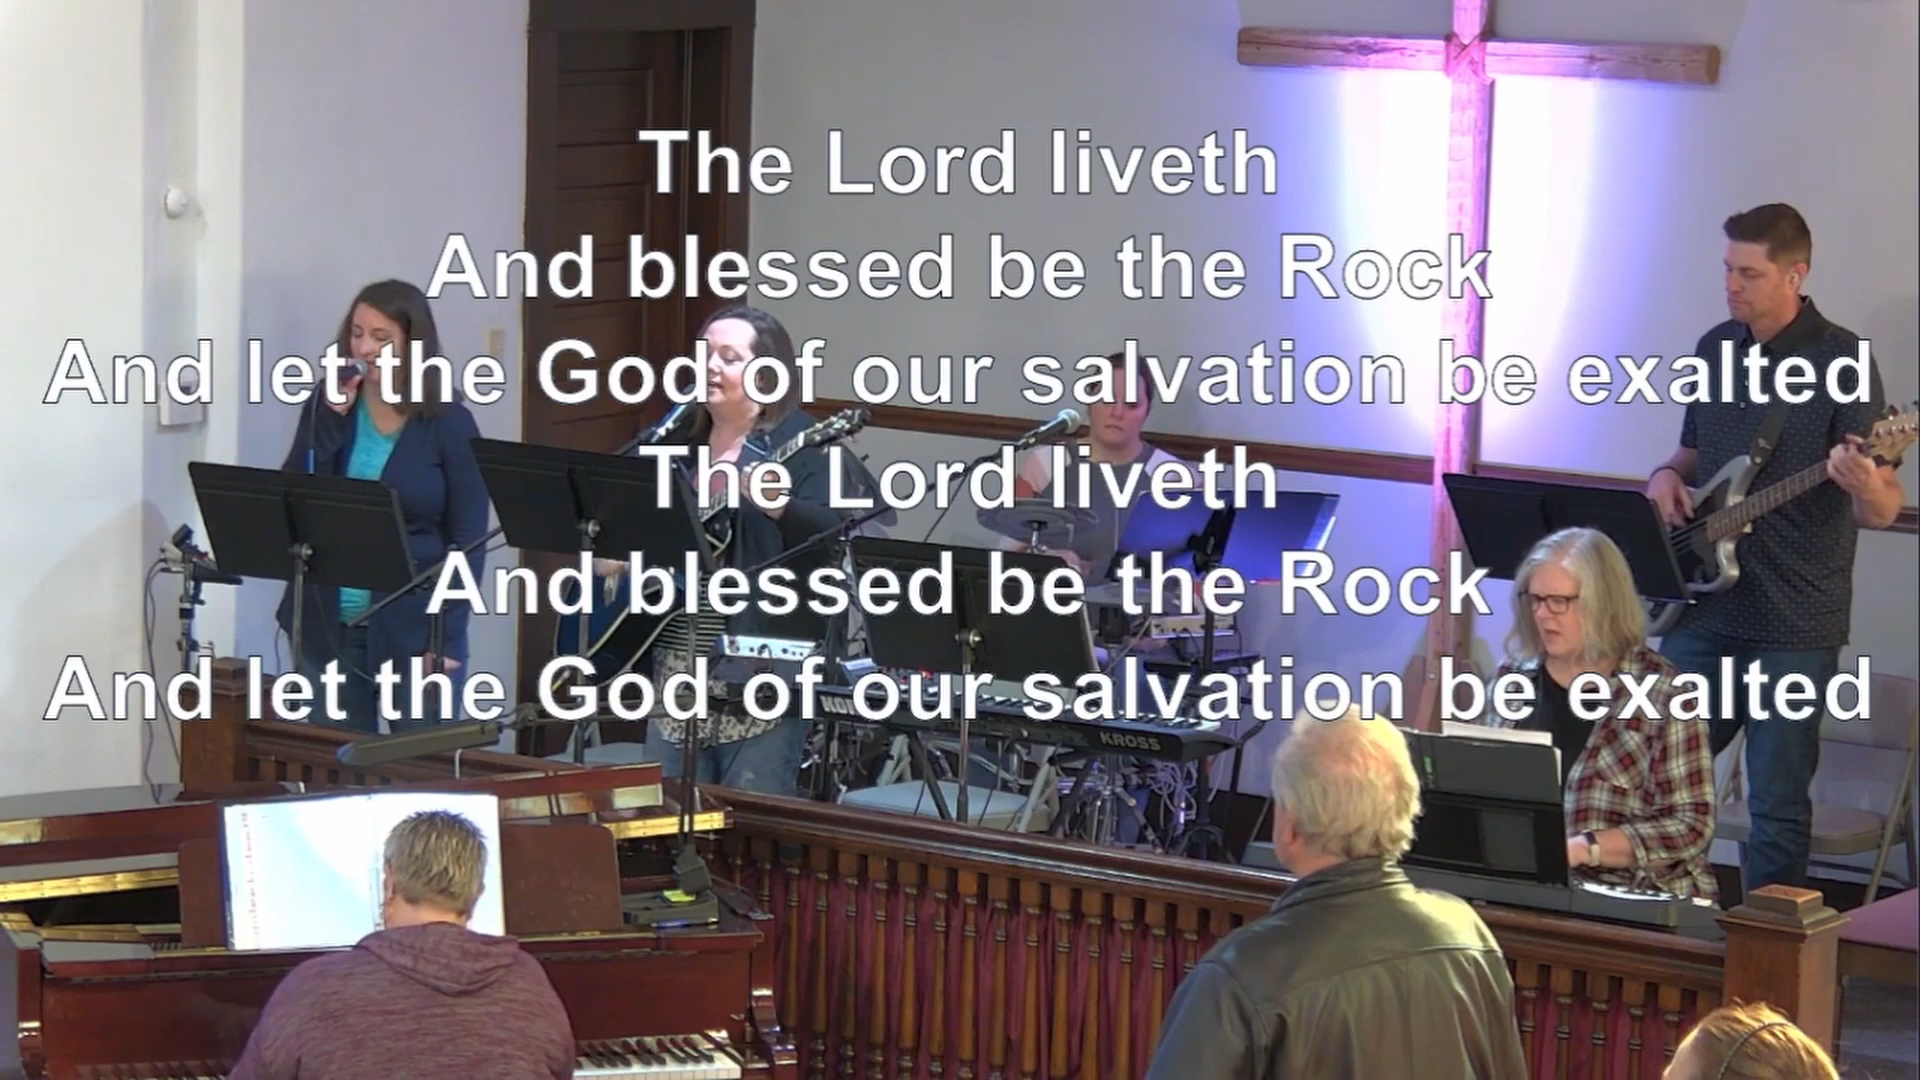 The Lord liveth
And blessed be the Rock
And let the God of our salvation be exalted
The Lord liveth
And blessed be the Rock
And let the God of our salvation be exalted
KROSS